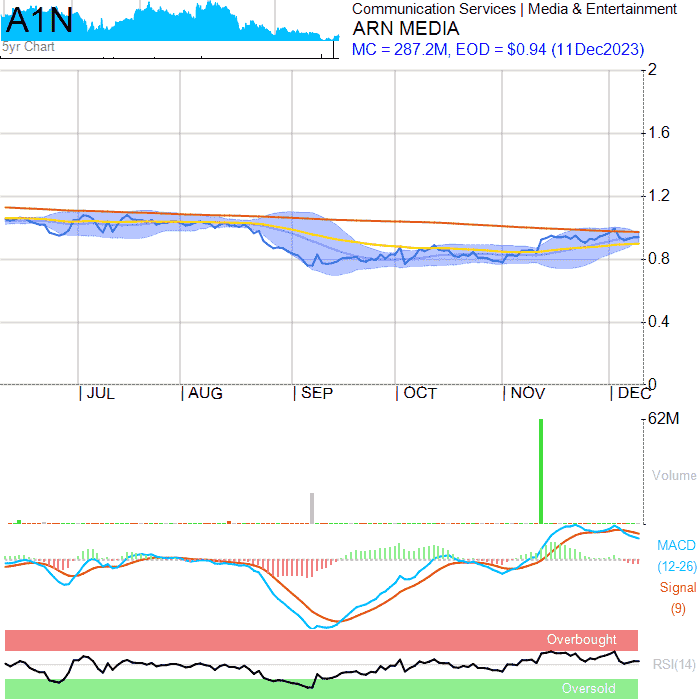 A1N
5yr Chart
Communication Services | Media & Entertainment
ARN MEDIA
MC = 287.2M, EOD = $0.94 (11Dec2023)
2
1.6
1.2
0.8
0.4
0
| JUL | AUG | SEP | OCT | NOV | DEC
62M
Volume
MACD
(12-26)
Signal
(9)
Overbought
RSI(14)
Oversold